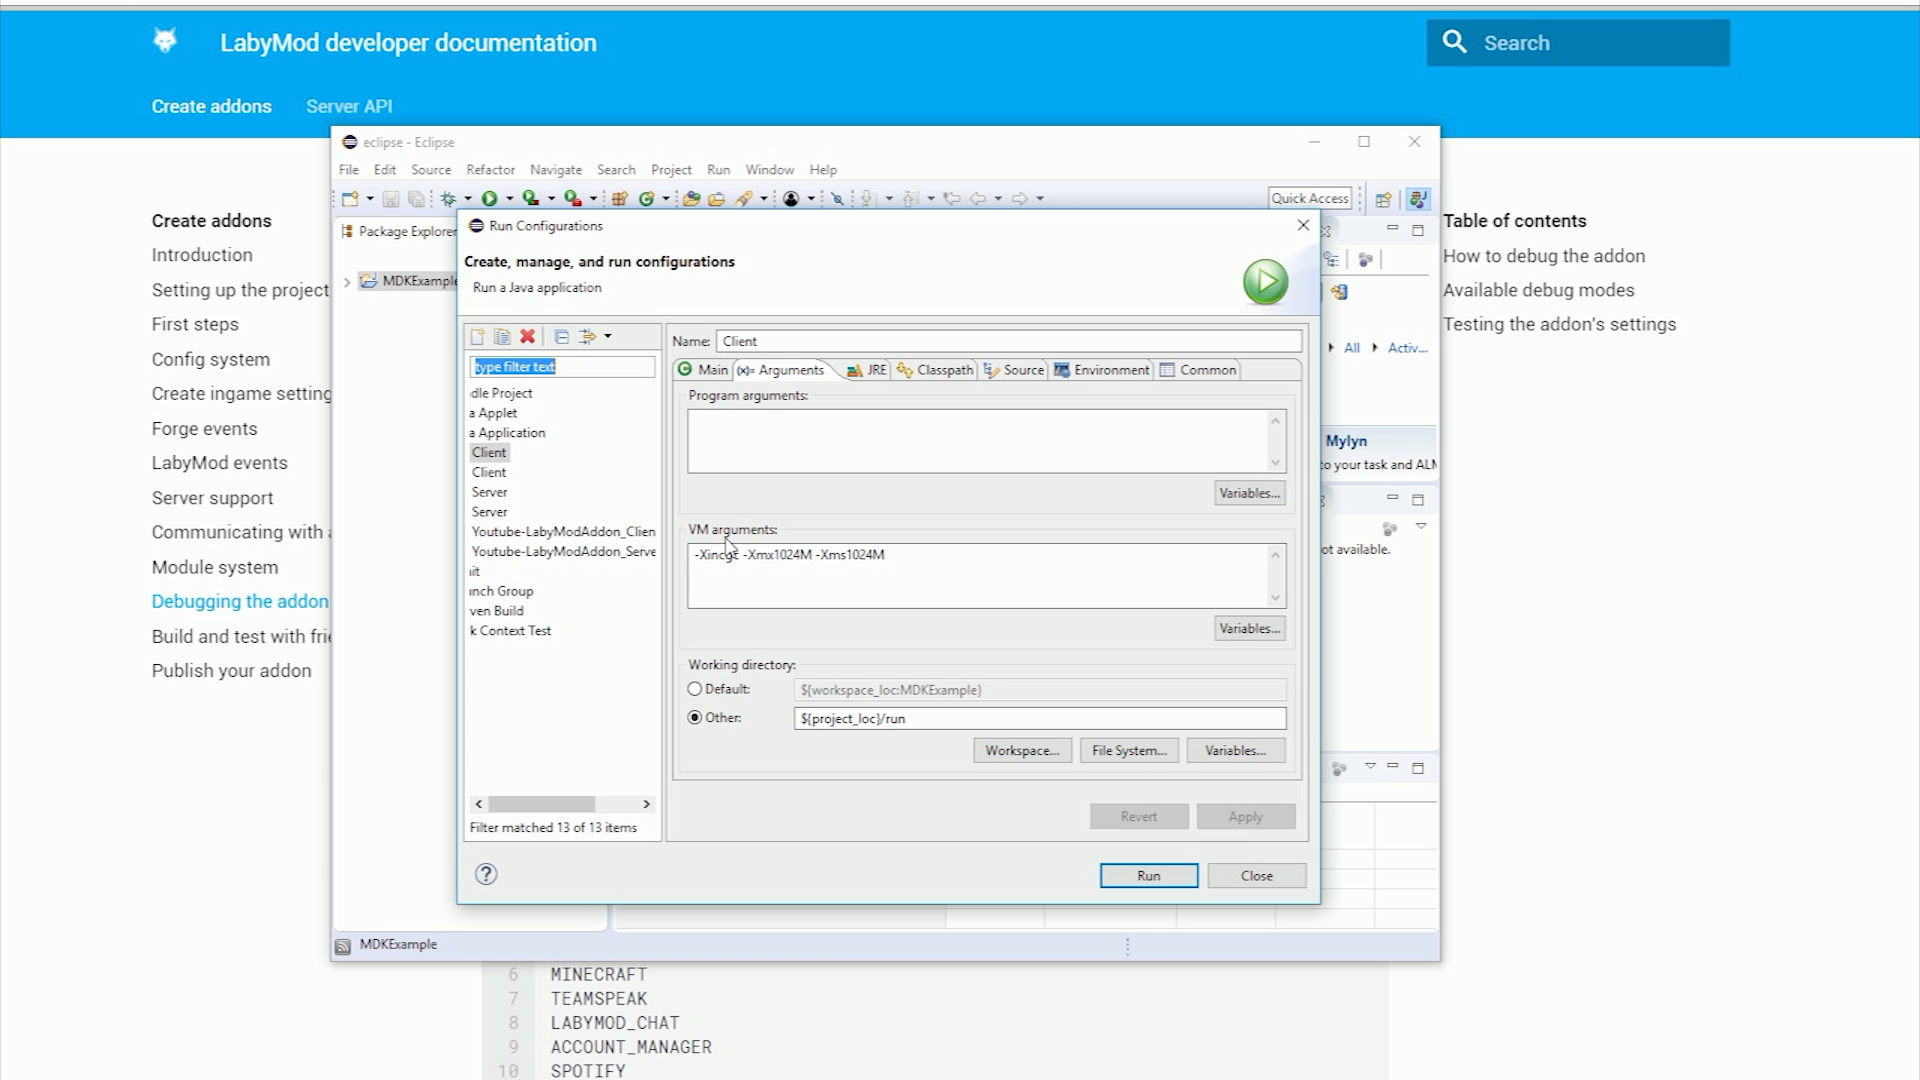 LabyMod developer documentation
Search
Create addons
Server API
eclipse - Eclipse
File Edit Source Refactor Navigate Search Project Run Window Help
Quick Access
Create addons
Introduction
Setting up the project
First steps
Config system
Create ingame setting
Forge events
LabyMod events
Server support
Communicating with a
Module system
Debugging the addon
Build and test with frie
Publish your addon
Package Explorer
MDKExample
Run Configurations
Create, manage, and run configurations
Run a Java application
type filter text
dle Project
a Applet
a Application
Client
Client
Server
Server
Youtube-LabyModAddon_Clien
Youtube-LabyModAddon_Serve
it
nch Group
ven Build
k Context Test
Filter matched 13 of 13 items
Name: Client
Main (x)= Arguments JRE Classpath Source Environment Common
Program arguments:
Variables...
VM arguments:
-Xincgc -Xmx1024M -Xms1024M
Variables...
Working directory:
Default: ${workspace_loc:MDKExample}
Other: ${project_loc}/run
Workspace... File System... Variables...
Revert Apply
Run Close
All Activ...
Mylyn
to your task and ALM
ot available.
Table of contents
How to debug the addon
Available debug modes
Testing the addon's settings
MDKExample
6 MINECRAFT
7 TEAMSPEAK
8 LABYMOD_CHAT
9 ACCOUNT_MANAGER
10 SPOTIFY